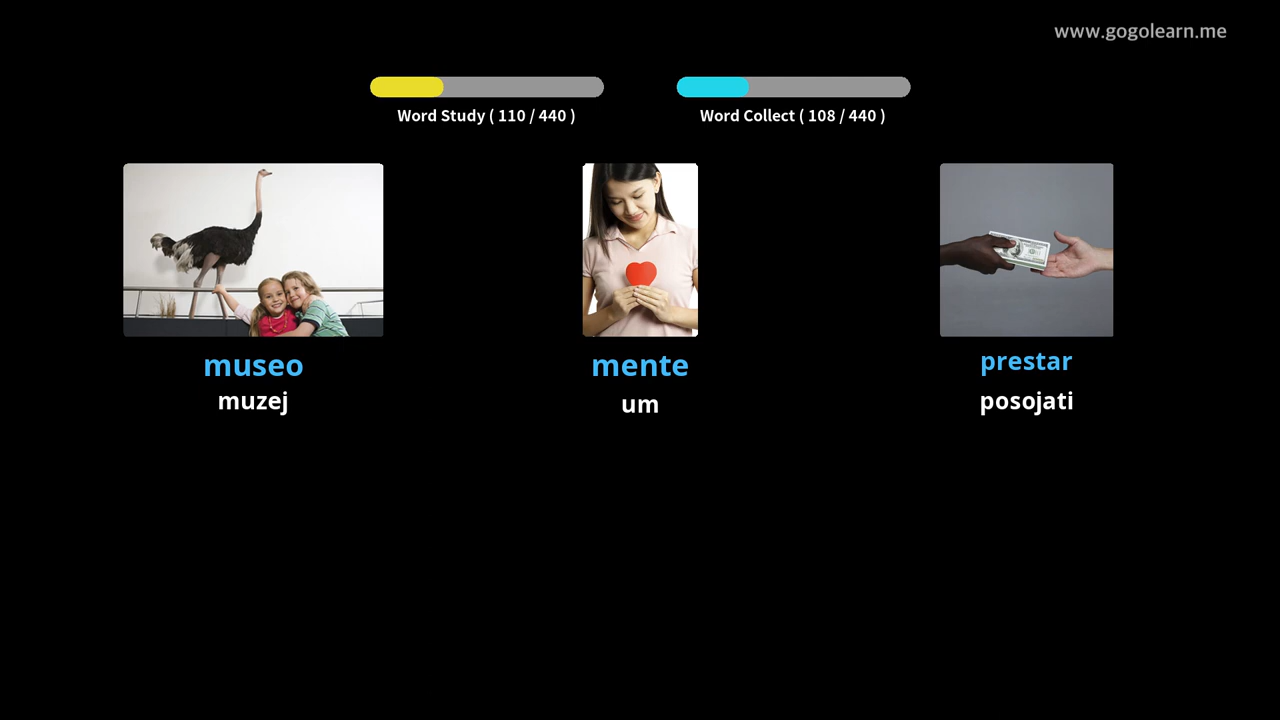 www.gogolearn.me
Word Study ( 110 / 440 )
Word Collect ( 108 / 440 )
museo
muzej
mente
um
prestar
posojati